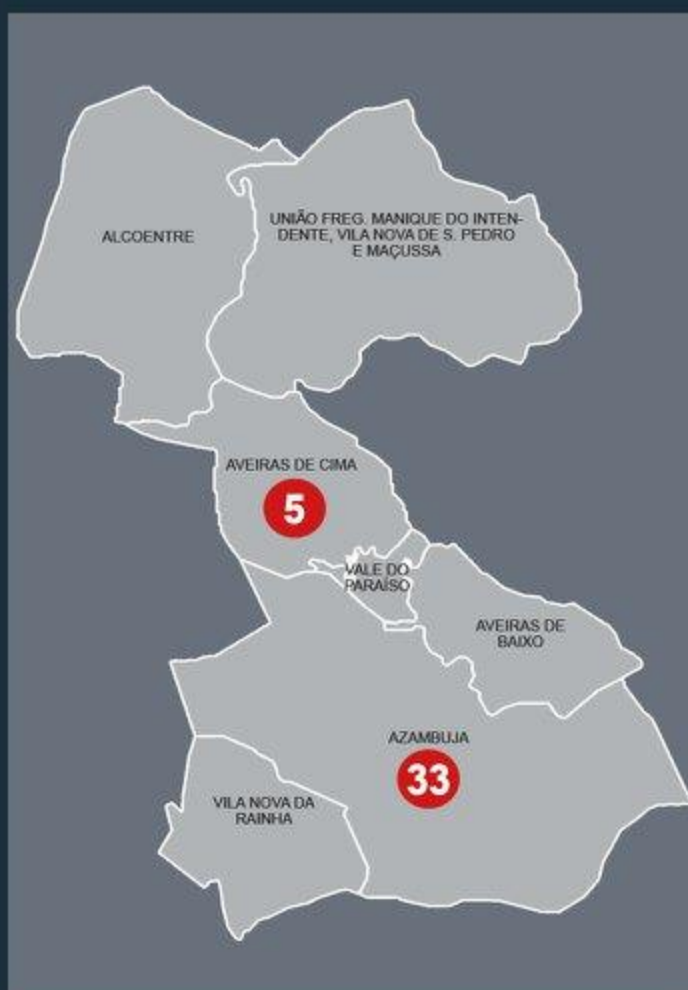 ALCOENTRE
UNIÃO FREG. MANIQUE DO INTEN-
DENTE, VILA NOVA DE S. PEDRO
E MAÇUSSA
AVEIRAS DE CIMA
5
VALE DO
PARAÍSO
AVEIRAS DE
BAIXO
AZAMBUJA
33
VILA NOVA DA
RAINHA